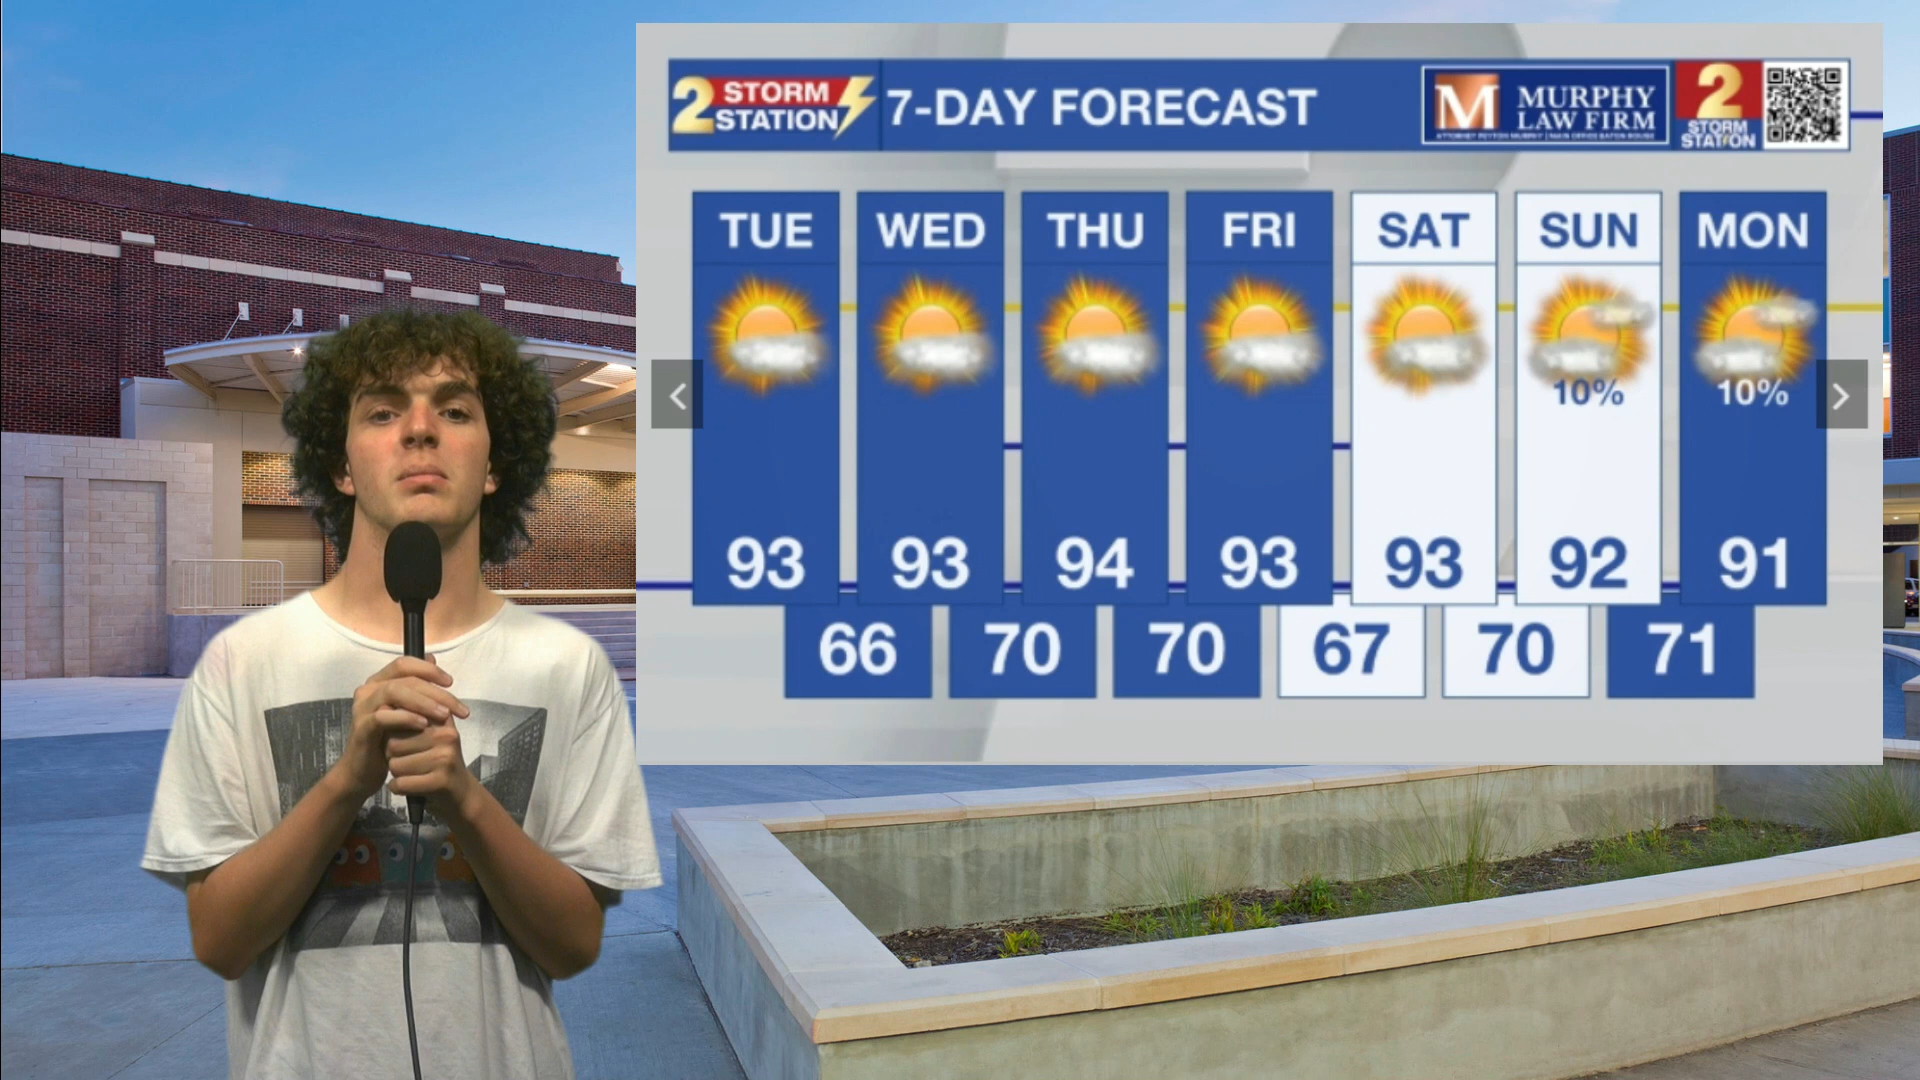 2 STORM STATION
7-DAY FORECAST
M MURPHY LAW FIRM
2 STORM STATION
TUE WED THU FRI SAT SUN MON
10% 10%
93 93 94 93 93 92 91
66 70 70 67 70 71